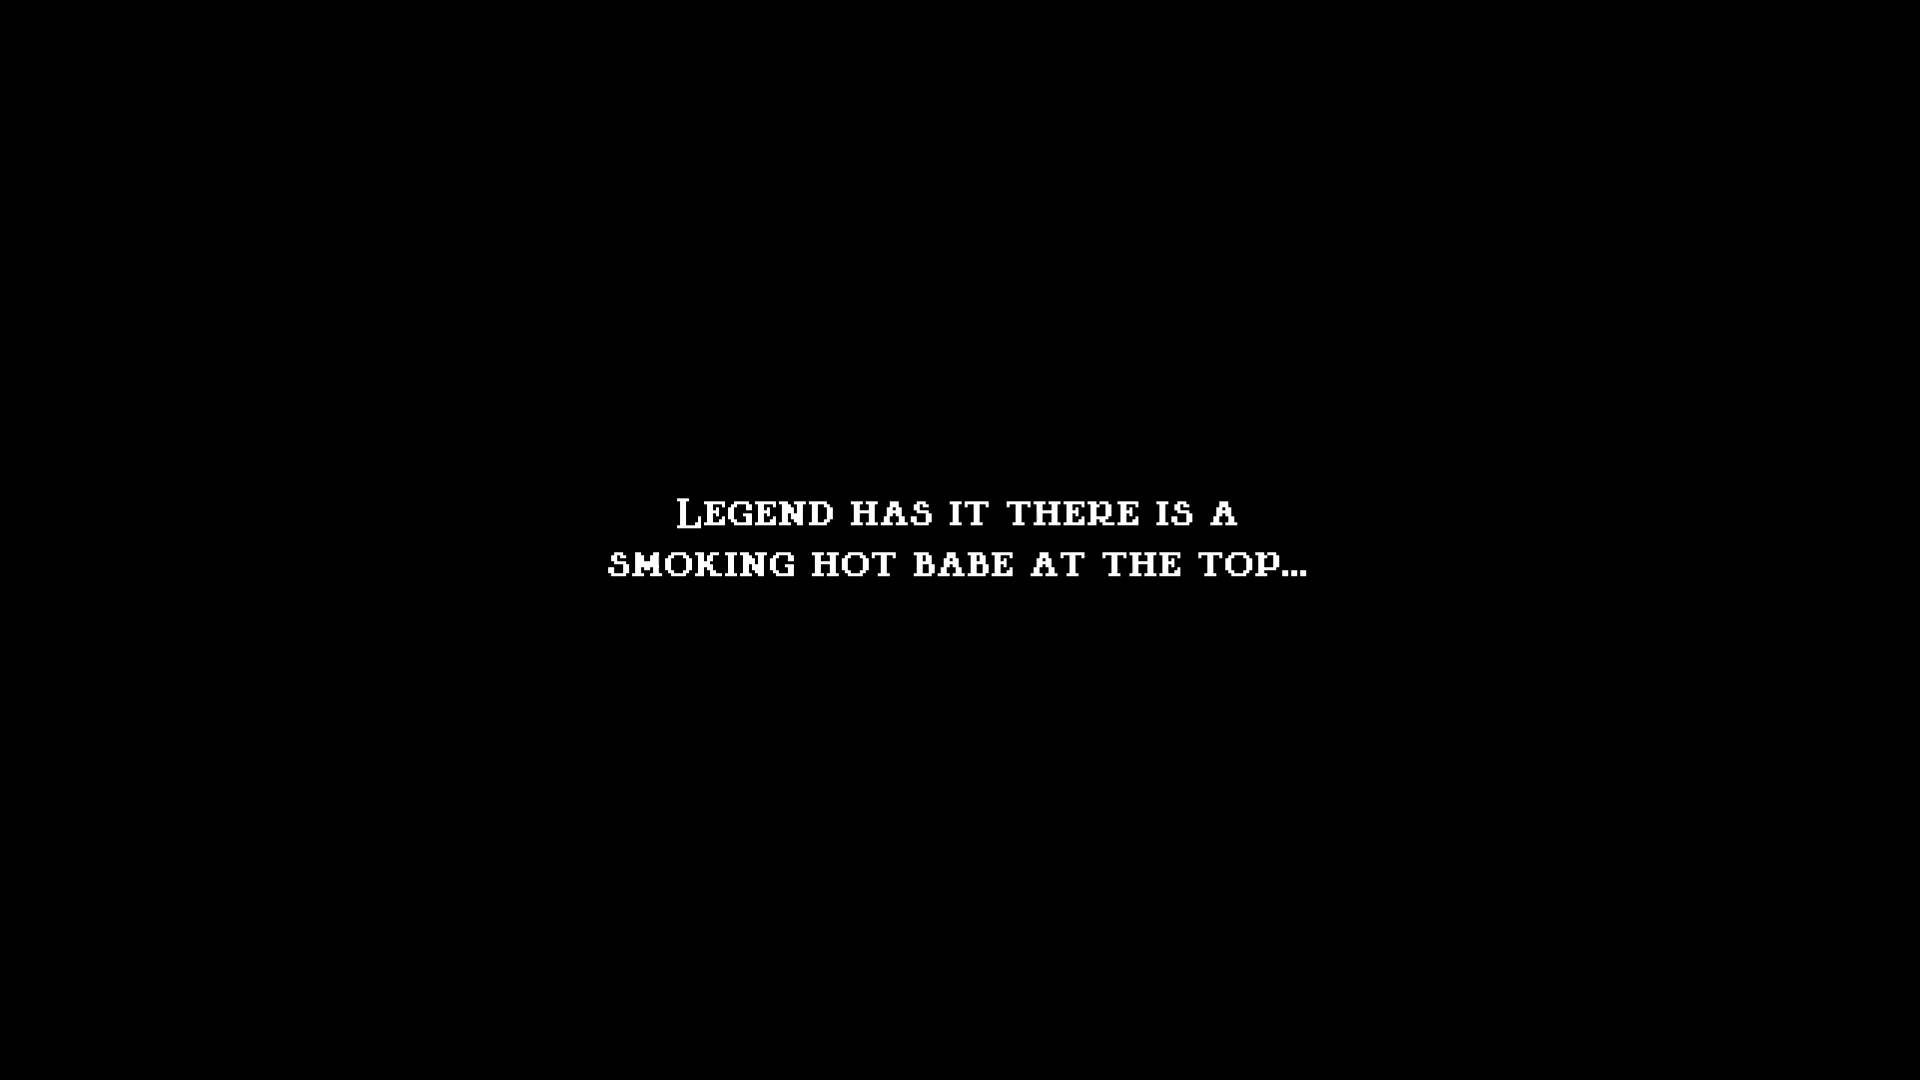 Legend has it there is a
smoking hot babe at the top...